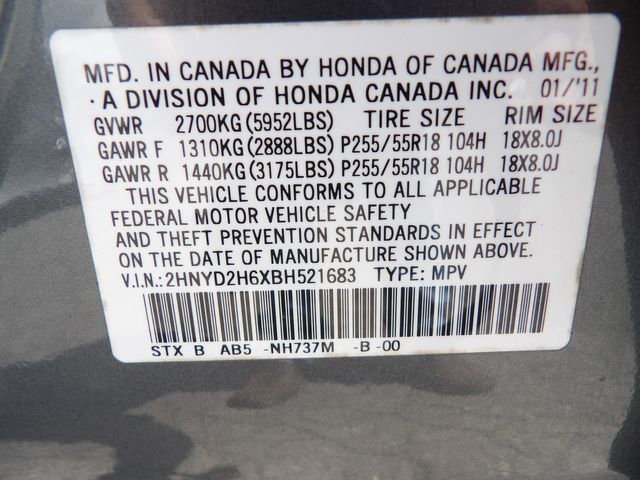 MFD. IN CANADA BY HONDA OF CANADA MFG.,
· A DIVISION OF HONDA CANADA INC. 01/'11
GVWR 2700KG (5952LBS) TIRE SIZE RIM SIZE
GAWR F 1310KG (2888LBS) P255/55R18 104H 18X8.0J
GAWR R 1440KG (3175LBS) P255/55R18 104H 18X8.0J
THIS VEHICLE CONFORMS TO ALL APPLICABLE
FEDERAL MOTOR VEHICLE SAFETY
AND THEFT PREVENTION STANDARDS IN EFFECT
ON THE DATE OF MANUFACTURE SHOWN ABOVE.
V.I.N.:2HNYD2H6XBH521683 TYPE: MPV
STX B AB5 -NH737M -B -00